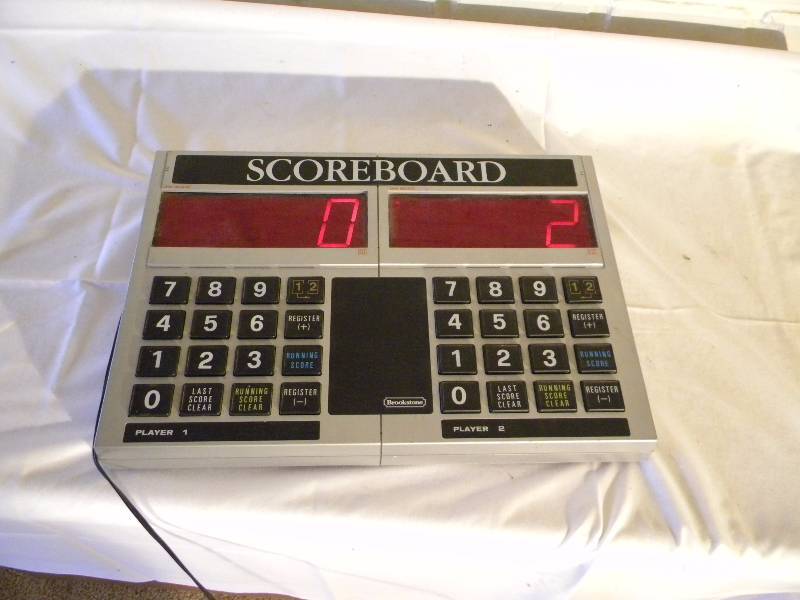 SCOREBOARD
0 2
7 8 9 1 2
7 8 9 1 2
4 5 6 REGISTER (+)
4 5 6 REGISTER (+)
1 2 3 RUNNING SCORE
1 2 3 RUNNING SCORE
0 LAST SCORE CLEAR RUNNING SCORE CLEAR REGISTER (-)
0 LAST SCORE CLEAR RUNNING SCORE CLEAR REGISTER (-)
Brookstone
PLAYER 1
PLAYER 2